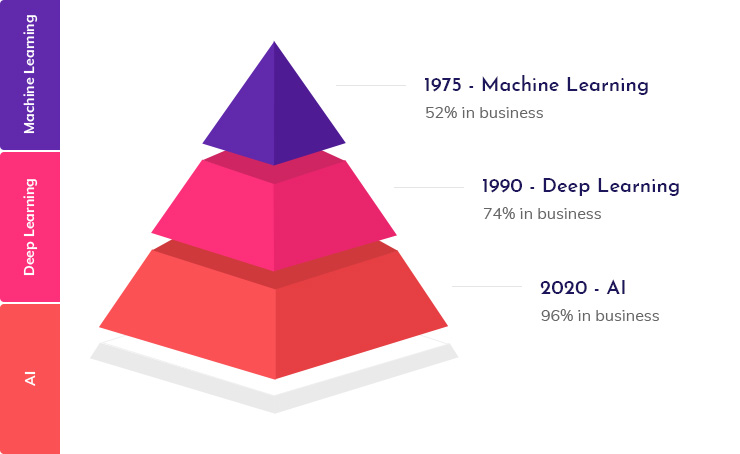 Machine Learning
Deep Learning
AI
1975 - Machine Learning
52% in business
1990 - Deep Learning
74% in business
2020 - AI
96% in business